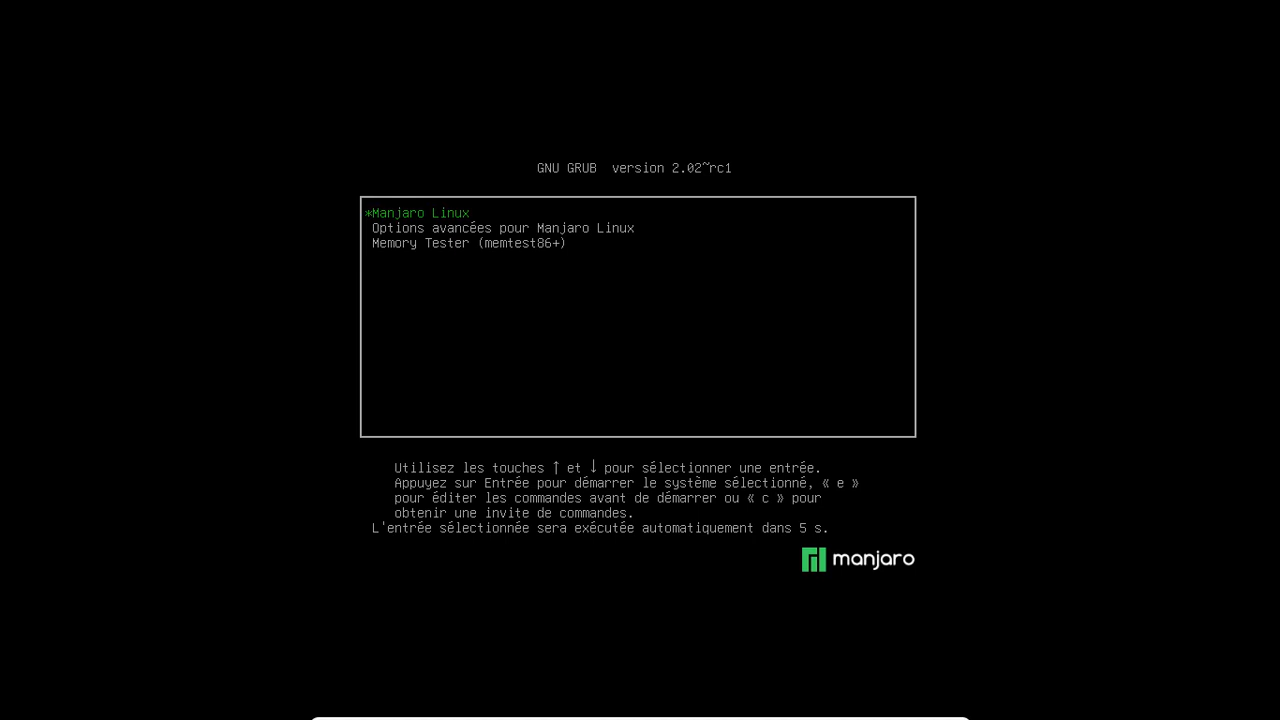 GNU GRUB  version 2.02~rc1
*Manjaro Linux
Options avancées pour Manjaro Linux
Memory Tester (memtest86+)
Utilisez les touches ↑ et ↓ pour sélectionner une entrée.
Appuyez sur Entrée pour démarrer le système sélectionné, « e »
pour éditer les commandes avant de démarrer ou « c » pour
obtenir une invite de commandes.
L'entrée sélectionnée sera exécutée automatiquement dans 5 s.
manjaro